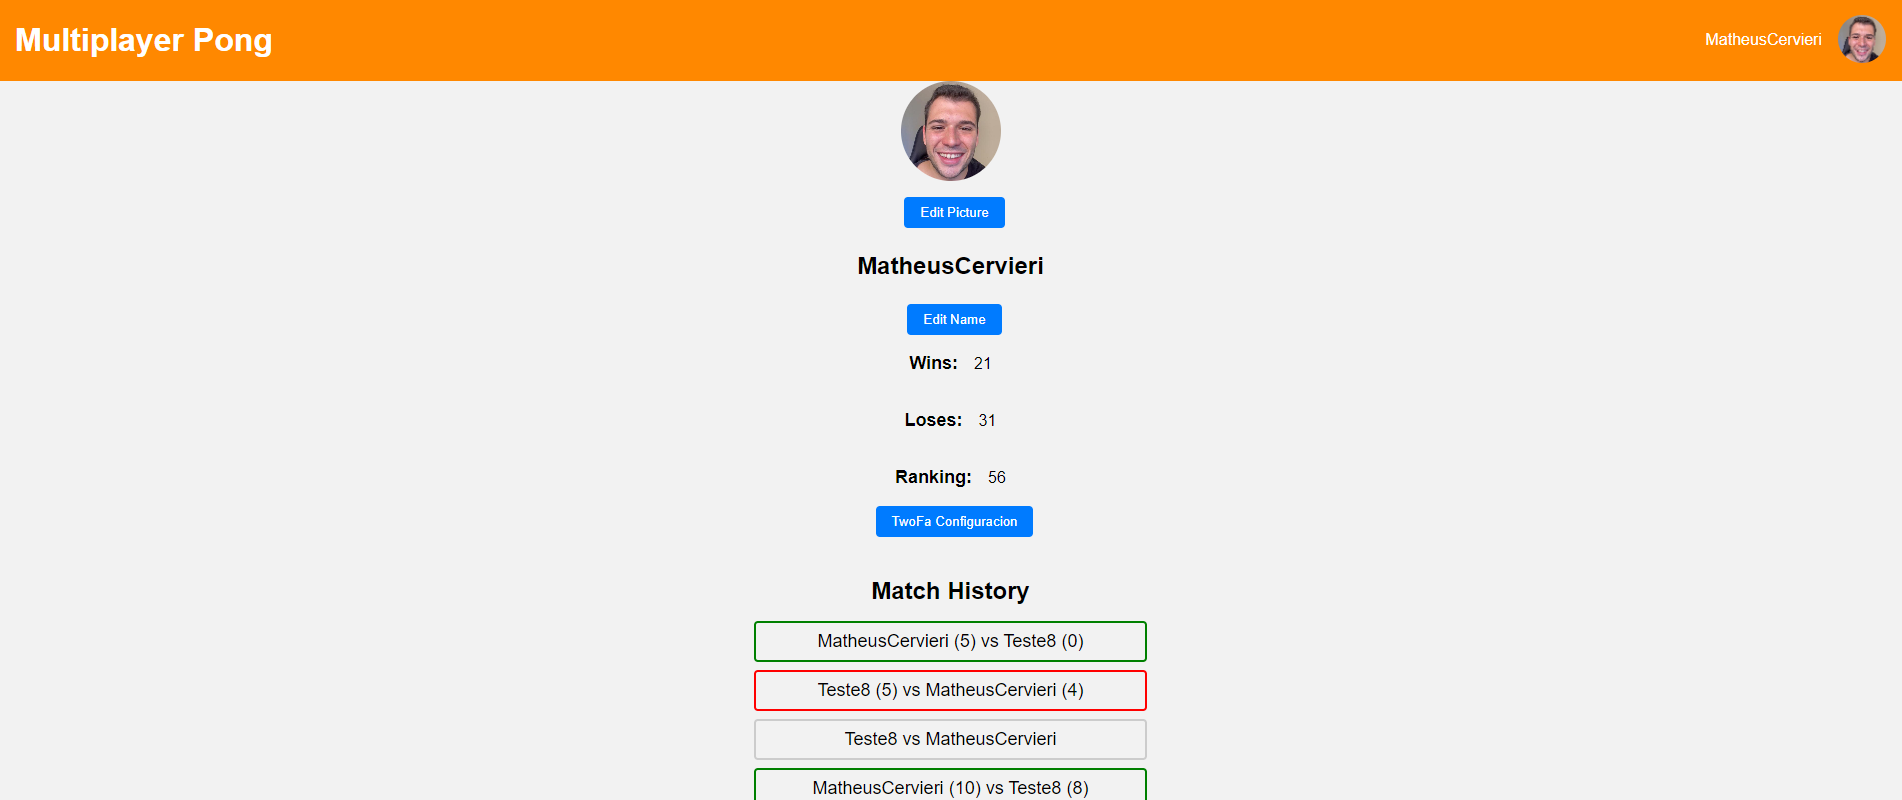 Multiplayer Pong
MatheusCervieri
Edit Picture
MatheusCervieri
Edit Name
Wins: 21
Loses: 31
Ranking: 56
TwoFa Configuracion
Match History
MatheusCervieri (5) vs Teste8 (0)
Teste8 (5) vs MatheusCervieri (4)
Teste8 vs MatheusCervieri
MatheusCervieri (10) vs Teste8 (8)